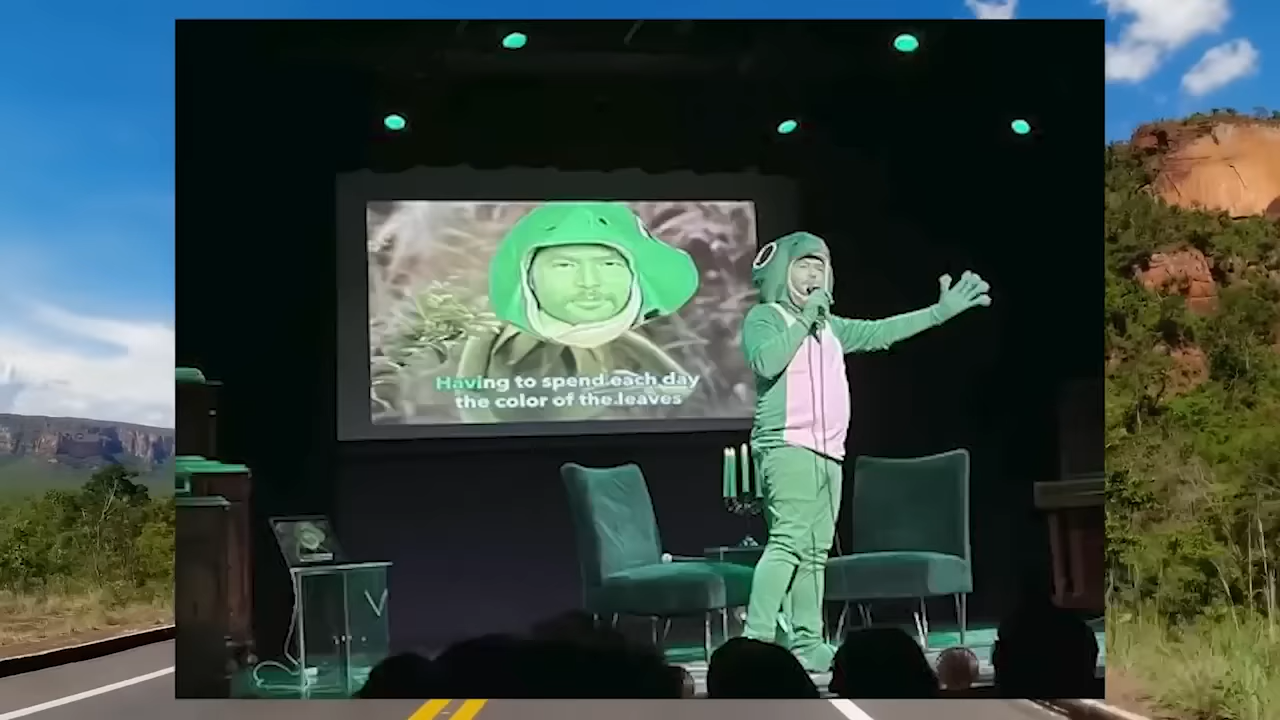 Having to spend each day
the color of the leaves